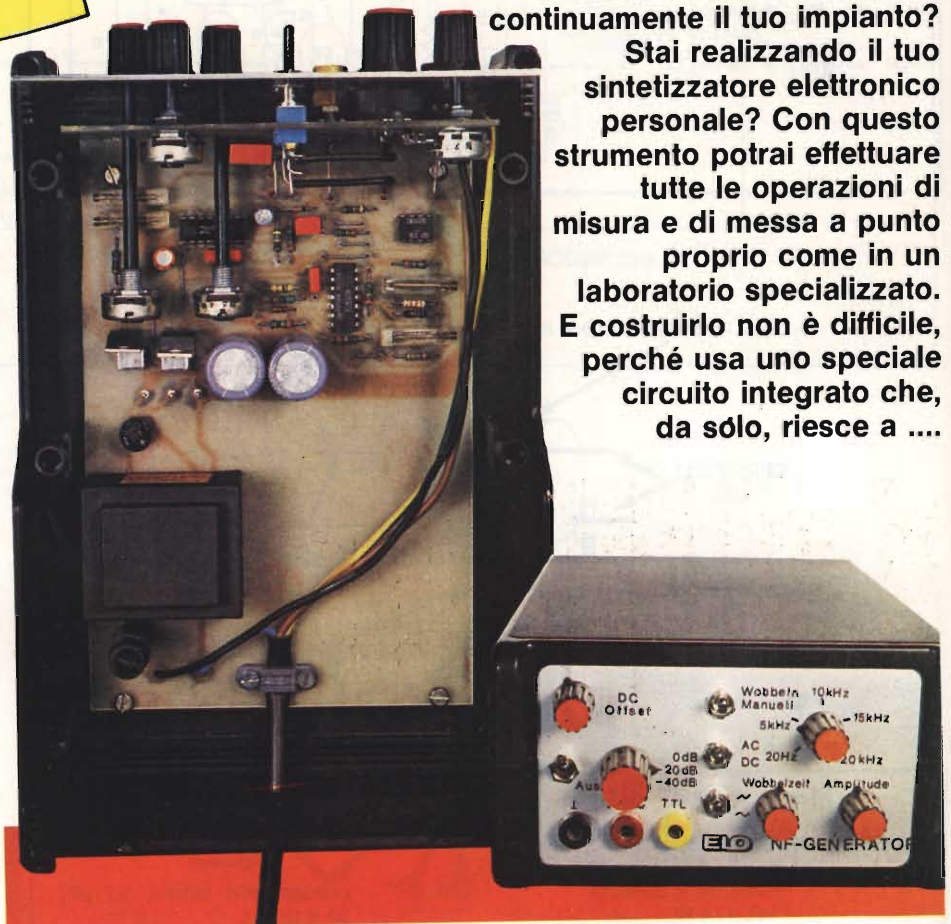 continuamente il tuo impianto?
Stai realizzando il tuo
sintetizzatore elettronico
personale? Con questo
strumento potrai effettuare
tutte le operazioni di
misura e di messa a punto
proprio come in un
laboratorio specializzato.
E costruirlo non è difficile,
perché usa uno speciale
circuito integrato che,
da solo, riesce a ....
DC
Offset
Wobbeln
Manuell
10kHz
5kHz
15kHz
AC
DC
20Hz
20kHz
0dB
20dB
-40dB
Aus
Wobbelzeit
Amplitude
~
~
⊥
TTL
ELO NF-GENERATOR